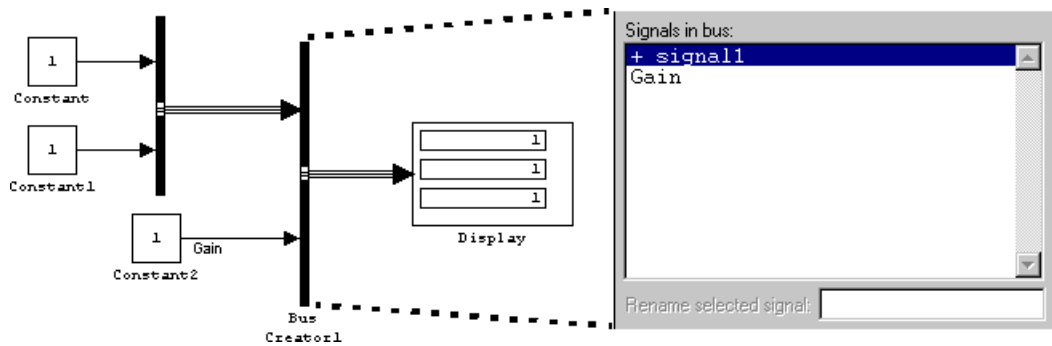 1
Constant
1
Constant1
1
Constant2
Gain
Bus
Creator1
1
1
1
Display
Signals in bus:
+ signal1
Gain
Rename selected signal: